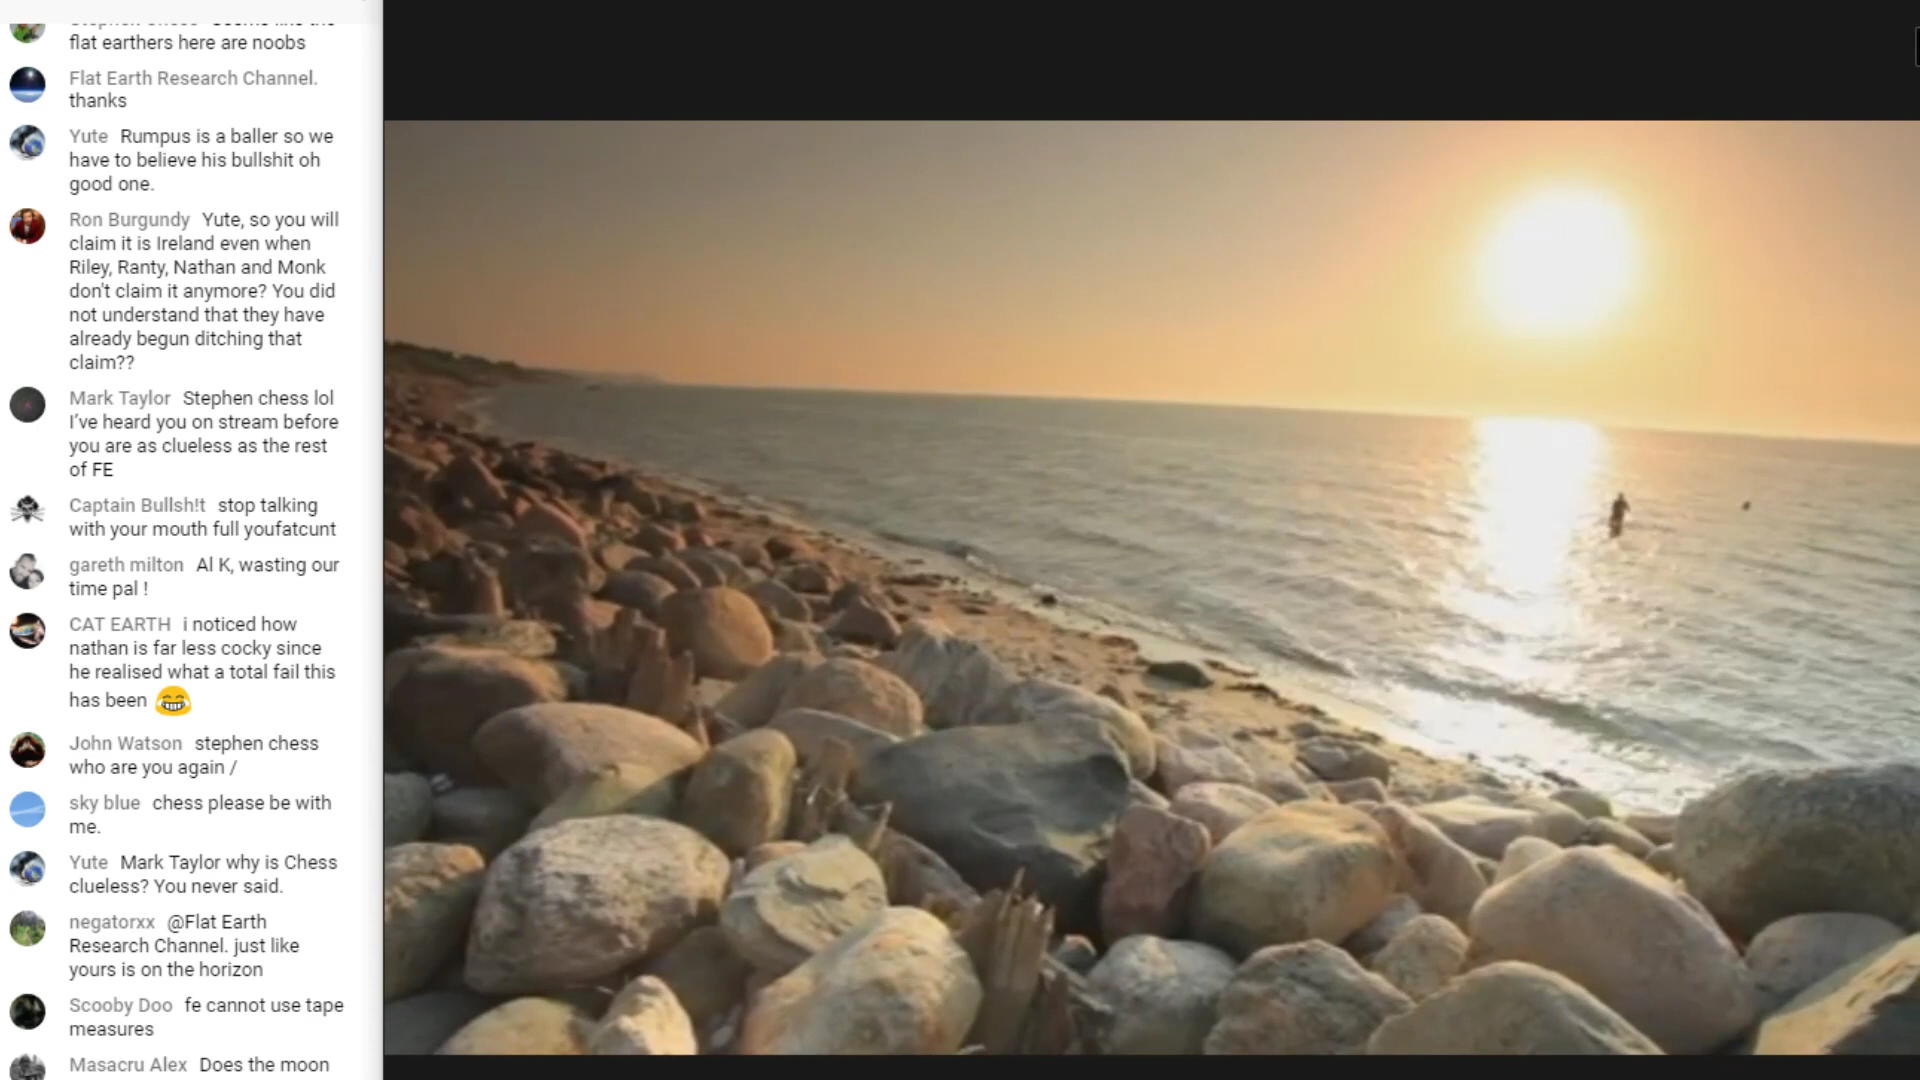 flat earthers here are noobs
Flat Earth Research Channel.
thanks
Yute Rumpus is a baller so we
have to believe his bullshit oh
good one.
Ron Burgundy Yute, so you will
claim it is Ireland even when
Riley, Ranty, Nathan and Monk
don't claim it anymore? You did
not understand that they have
already begun ditching that
claim??
Mark Taylor Stephen chess lol
I've heard you on stream before
you are as clueless as the rest
of FE
Captain Bullsh!t stop talking
with your mouth full youfatcunt
gareth milton Al K, wasting our
time pal !
CAT EARTH i noticed how
nathan is far less cocky since
he realised what a total fail this
has been 😂
John Watson stephen chess
who are you again /
sky blue chess please be with
me.
Yute Mark Taylor why is Chess
clueless? You never said.
negatorxx @Flat Earth
Research Channel. just like
yours is on the horizon
Scooby Doo fe cannot use tape
measures
Masacru Alex Does the moon